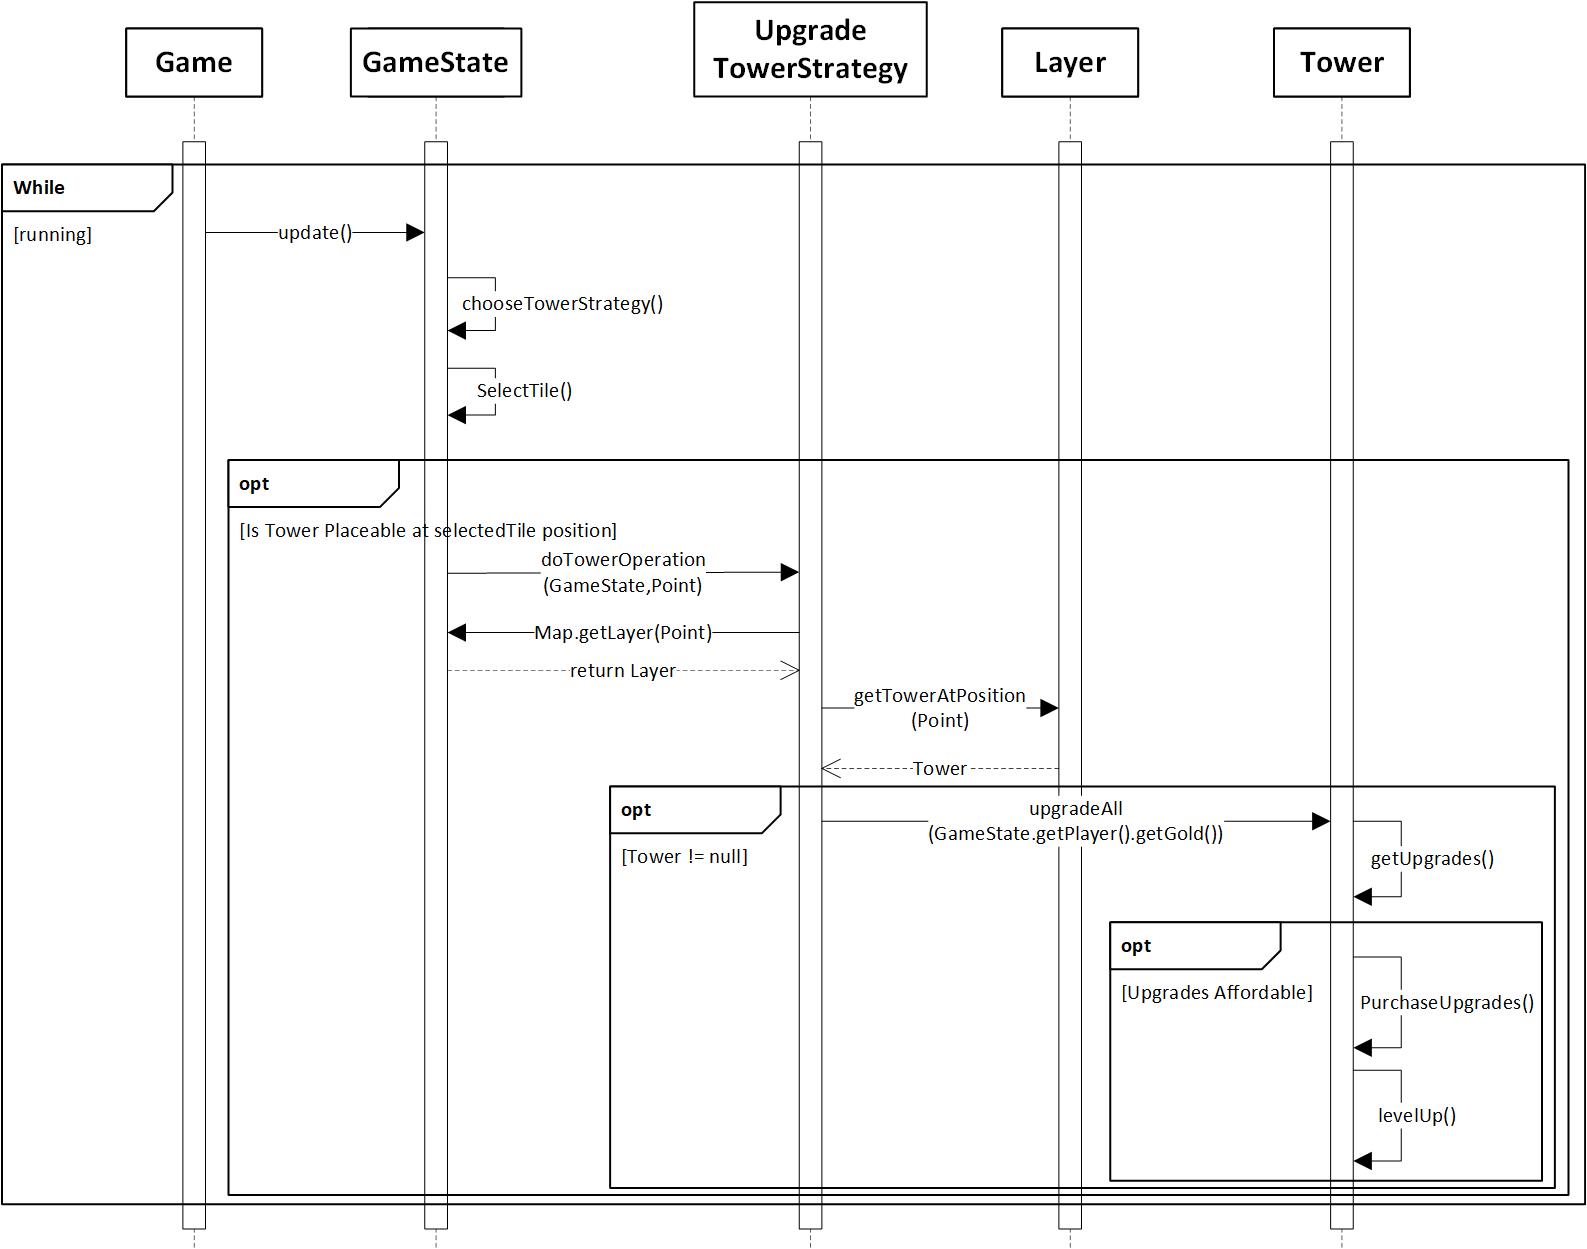 Game
GameState
Upgrade
TowerStrategy
Layer
Tower
While
[running]
update()
chooseTowerStrategy()
SelectTile()
opt
[Is Tower Placeable at selectedTile position]
doTowerOperation
(GameState,Point)
Map.getLayer(Point)
return Layer
getTowerAtPosition
(Point)
Tower
opt
[Tower != null]
upgradeAll
(GameState.getPlayer().getGold())
getUpgrades()
opt
[Upgrades Affordable]
PurchaseUpgrades()
levelUp()